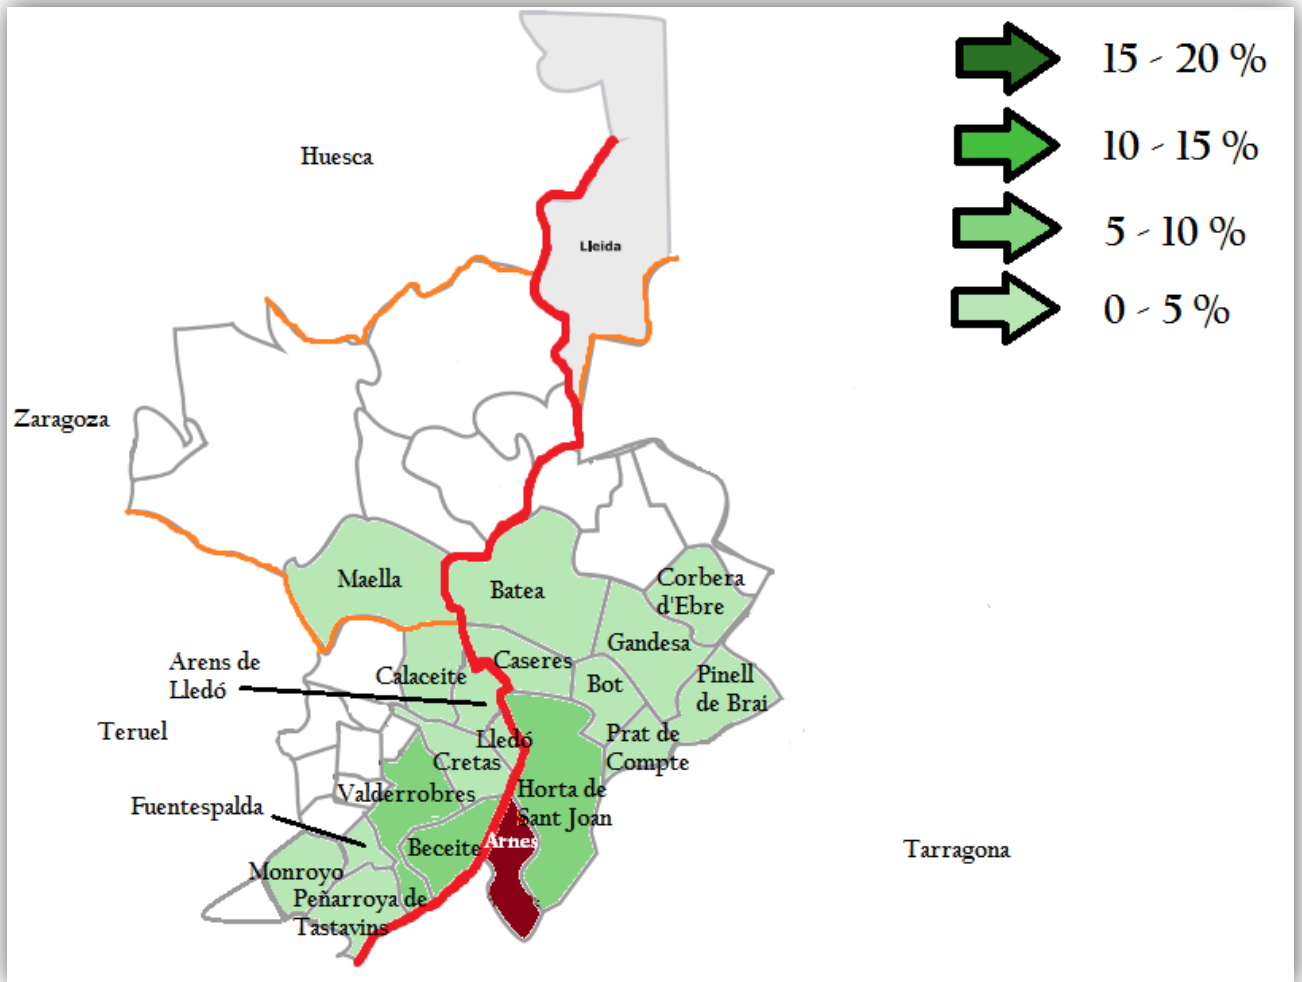 15 - 20 %
10 - 15 %
5 - 10 %
0 - 5 %
Huesca
Lleida
Zaragoza
Maella
Batea
Corbera
d'Ebre
Gandesa
Arens de
Lledó
Calaceite
Caseres
Bot
Pinell
de Brai
Teruel
Lledó
Cretas
Prat de
Compte
Valderrobres
Horta de
Sant Joan
Fuentespalda
Arnes
Beceite
Tarragona
Monroyo
Peñarroya de
Tastavins